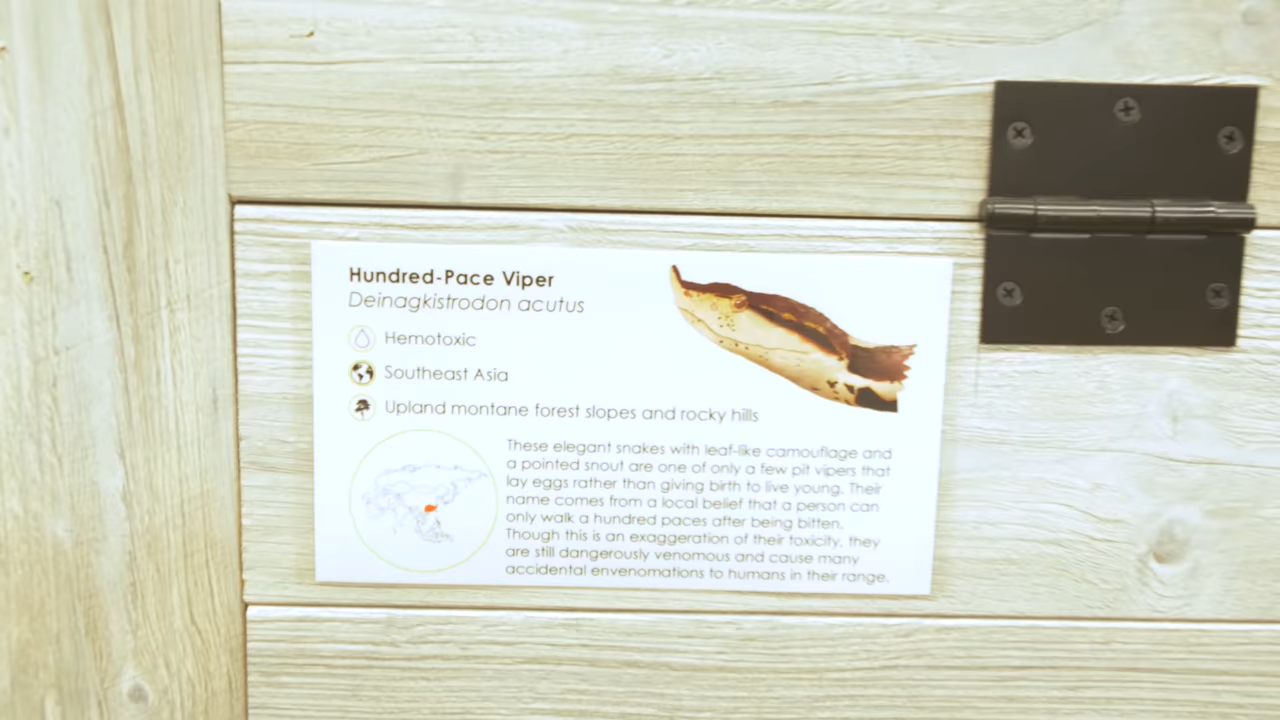 Hundred-Pace Viper
Deinagkistrodon acutus
Hemotoxic
Southeast Asia
Upland montane forest slopes and rocky hills
These elegant snakes with leaf-like camouflage and
a pointed snout are one of only a few pit vipers that
lay eggs rather than giving birth to live young. Their
name comes from a local belief that a person can
only walk a hundred paces after being bitten.
Though this is an exaggeration of their toxicity, they
are still dangerously venomous and cause many
accidental envenomations to humans in their range.